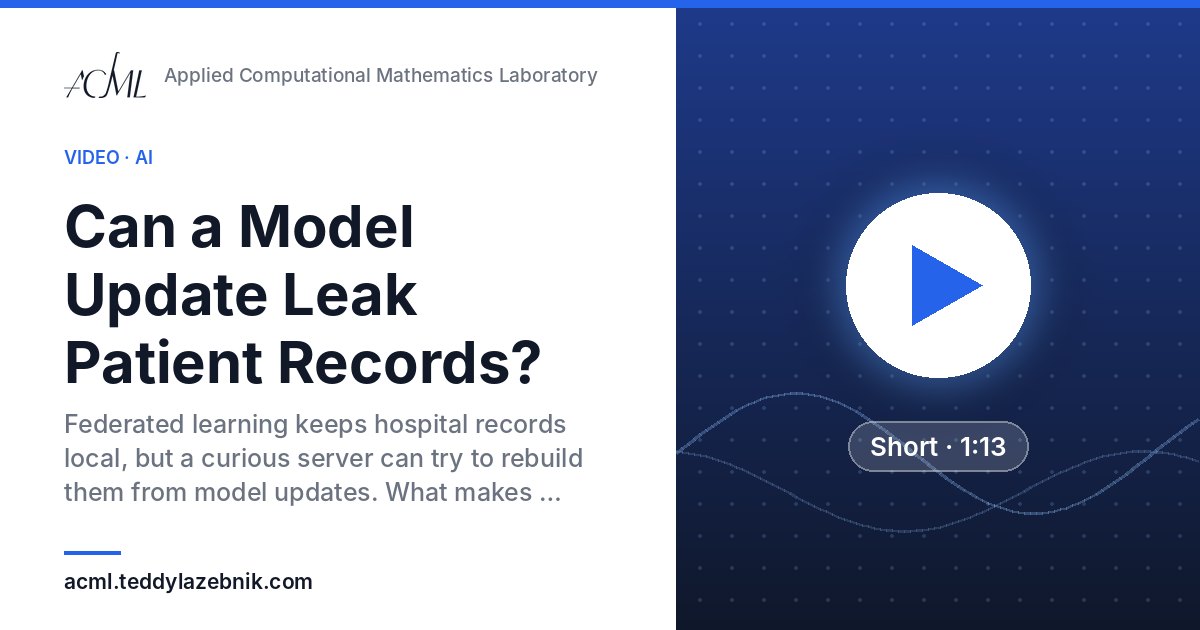 ACML Applied Computational Mathematics Laboratory
VIDEO · AI
Can a Model
Update Leak
Patient Records?
Federated learning keeps hospital records
local, but a curious server can try to rebuild
them from model updates. What makes ...
Short · 1:13
acml.teddylazebnik.com